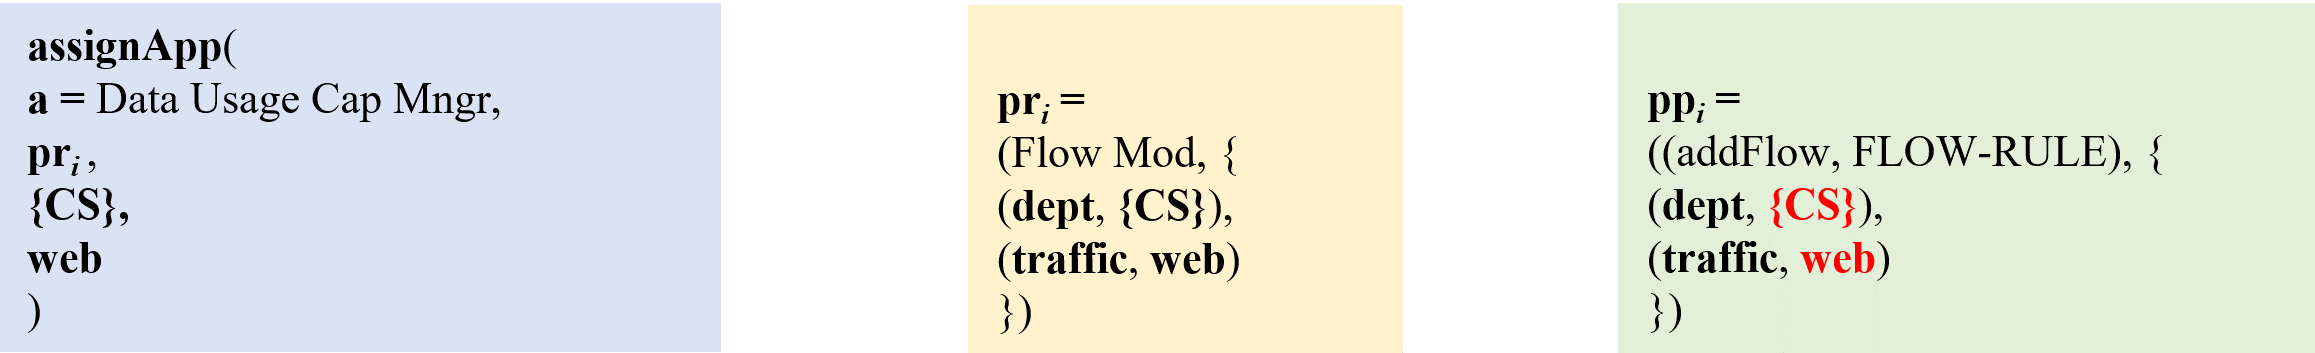 assignApp(
a = Data Usage Cap Mngr,
prᵢ ,
{CS},
web
)
prᵢ =
(Flow Mod, {
(dept, {CS}),
(traffic, web)
})
ppᵢ =
((addFlow, FLOW-RULE), {
(dept, {CS}),
(traffic, web)
})